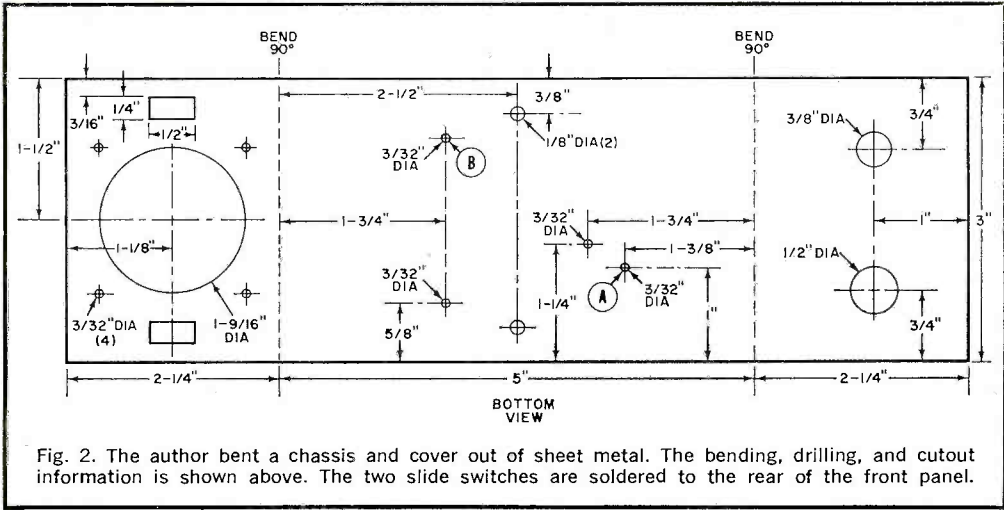 BEND
90°
BEND
90°
2-1/2"
1/4"
3/16"
1/2"
3/8"
3/4"
3/8" DIA
1-1/2"
3/32"
DIA
B
1/8" DIA(2)
1-3/4"
3/32"
DIA
1-3/4"
1"
3"
1-1/8"
1-3/8"
1/2" DIA
3/32"
DIA
A
3/32"
DIA
1-1/4"
1"
3/32" DIA
(4)
1-9/16"
DIA
5/8"
3/4"
2-1/4"
5"
2-1/4"
BOTTOM
VIEW
Fig. 2. The author bent a chassis and cover out of sheet metal. The bending, drilling, and cutout
information is shown above. The two slide switches are soldered to the rear of the front panel.